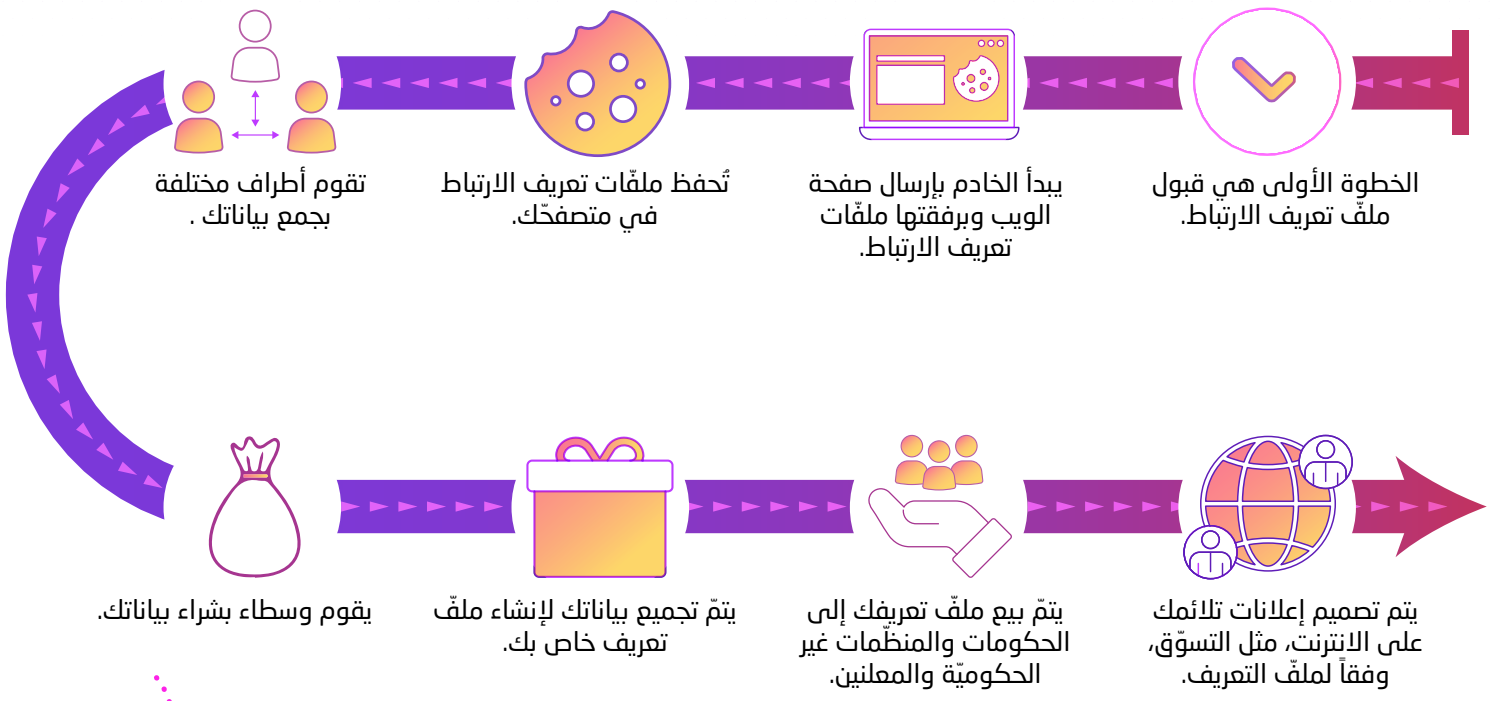 الخطوة الأولى هي قبول
ملفّ تعريف الارتباط.
يبدأ الخادم بإرسال صفحة
الويب وبرفقتها ملفّات
تعريف الارتباط.
تُحفظ ملفّات تعريف الارتباط
في متصفحّك.
تقوم أطراف مختلفة
بجمع بياناتك .
يقوم وسطاء بشراء بياناتك.
يتمّ تجميع بياناتك لإنشاء ملفّ
تعريف خاص بك.
يتمّ بيع ملفّ تعريفك إلى
الحكومات والمنظّمات غير
الحكوميّة والمعلنين.
يتم تصميم إعلانات تلائمك
على الانترنت، مثل التسوّق،
وفقاً لملفّ التعريف.